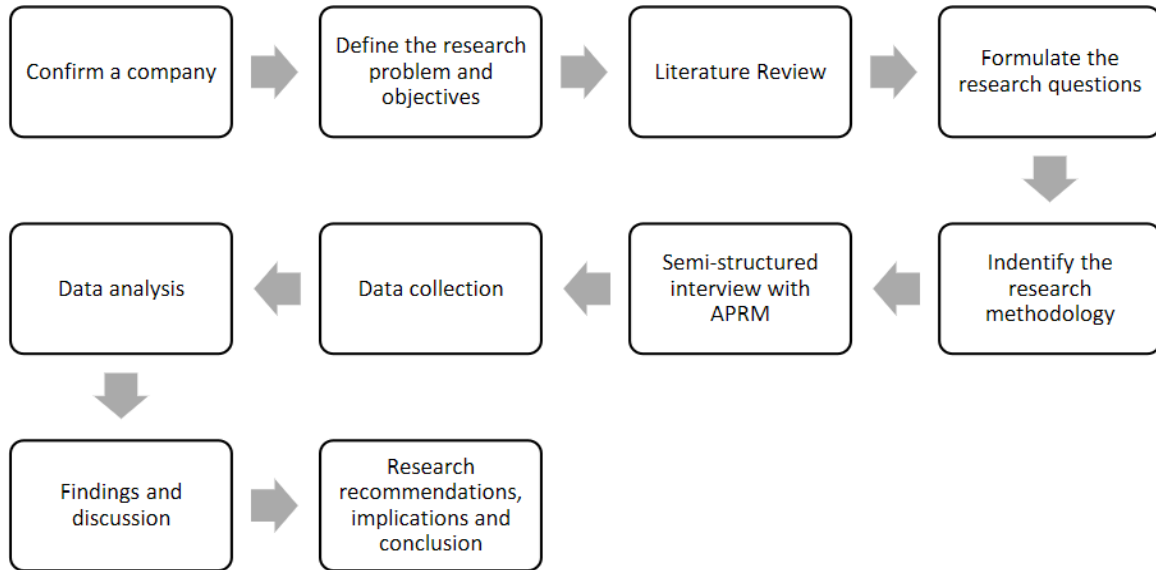 Confirm a company
Define the research
problem and
objectives
Literature Review
Formulate the
research questions
Indentify the
research
methodology
Semi-structured
interview with
APRM
Data collection
Data analysis
Findings and
discussion
Research
recommendations,
implications and
conclusion